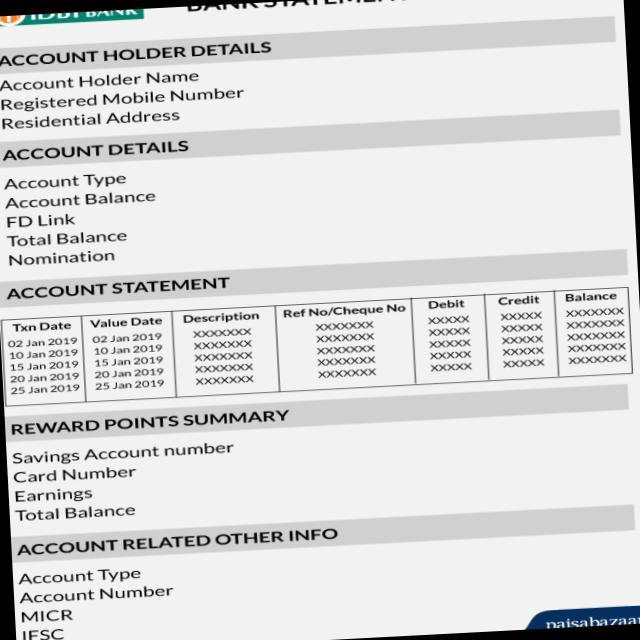 IDBI BANK
BANK STATEMENT
ACCOUNT HOLDER DETAILS
Account Holder Name
Registered Mobile Number
Residential Address
ACCOUNT DETAILS
Account Type
Account Balance
FD Link
Total Balance
Nomination
ACCOUNT STATEMENT
Txn Date Value Date Description Ref No/Cheque No Debit Credit Balance
02 Jan 2019 02 Jan 2019 XXXXXXX XXXXXXX XXXXX XXXXX XXXXXXX
10 Jan 2019 10 Jan 2019 XXXXXXX XXXXXXX XXXXX XXXXX XXXXXXX
15 Jan 2019 15 Jan 2019 XXXXXXX XXXXXXX XXXXX XXXXX XXXXXXX
20 Jan 2019 20 Jan 2019 XXXXXXX XXXXXXX XXXXX XXXXX XXXXXXX
25 Jan 2019 25 Jan 2019 XXXXXXX XXXXXXX XXXXX XXXXX XXXXXXX
REWARD POINTS SUMMARY
Savings Account number
Card Number
Earnings
Total Balance
ACCOUNT RELATED OTHER INFO
Account Type
Account Number
MICR
IFSC
paisabazaar